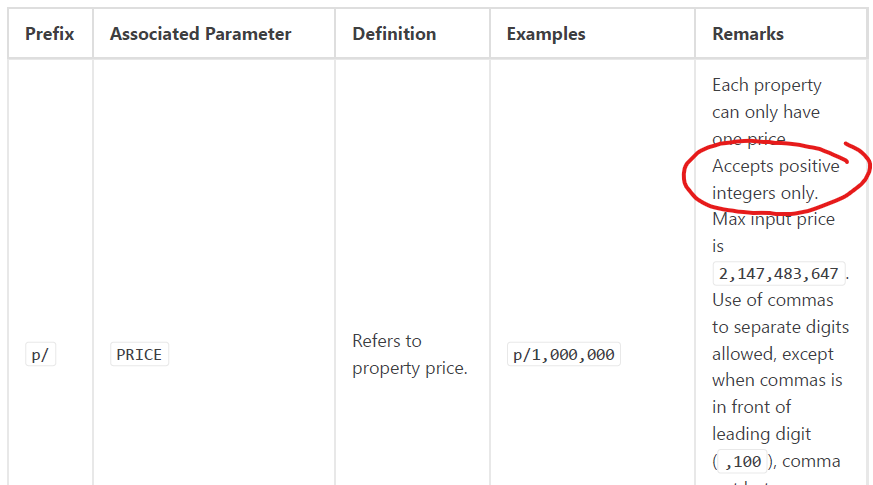 Prefix Associated Parameter Definition Examples Remarks
p/
PRICE
Refers to
property price.
p/1,000,000
Each property
can only have
one price
Accepts positive
integers only.
Max input price
is
2,147,483,647.
Use of commas
to separate digits
allowed, except
when commas is
in front of
leading digit
( ,100 ), comma